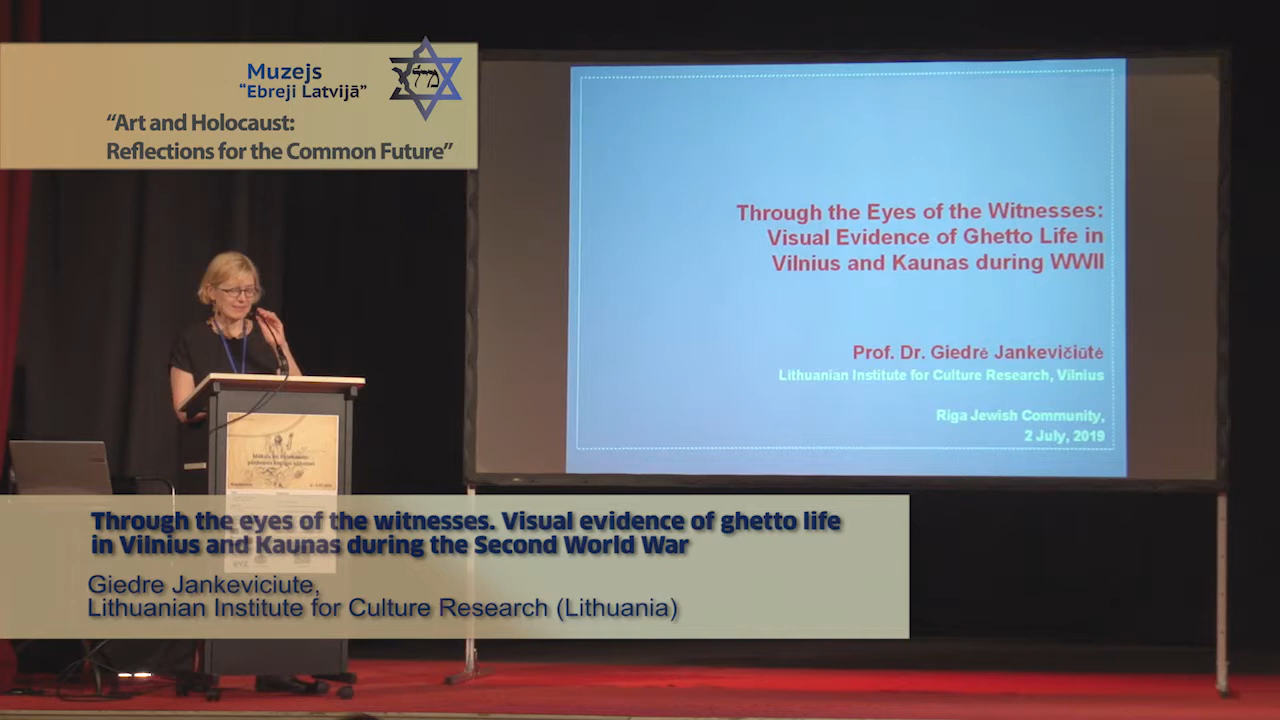 Muzejs
"Ebreji Latvijā"
"Art and Holocaust:
Reflections for the Common Future"
Through the Eyes of the Witnesses:
Visual Evidence of Ghetto Life in
Vilnius and Kaunas during WWII
Prof. Dr. Giedrė Jankevičiūtė
Lithuanian Institute for Culture Research, Vilnius
Riga Jewish Community,
2 July, 2019
Through the eyes of the witnesses. Visual evidence of ghetto life
in Vilnius and Kaunas during the Second World War
Giedre Jankeviciute,
Lithuanian Institute for Culture Research (Lithuania)